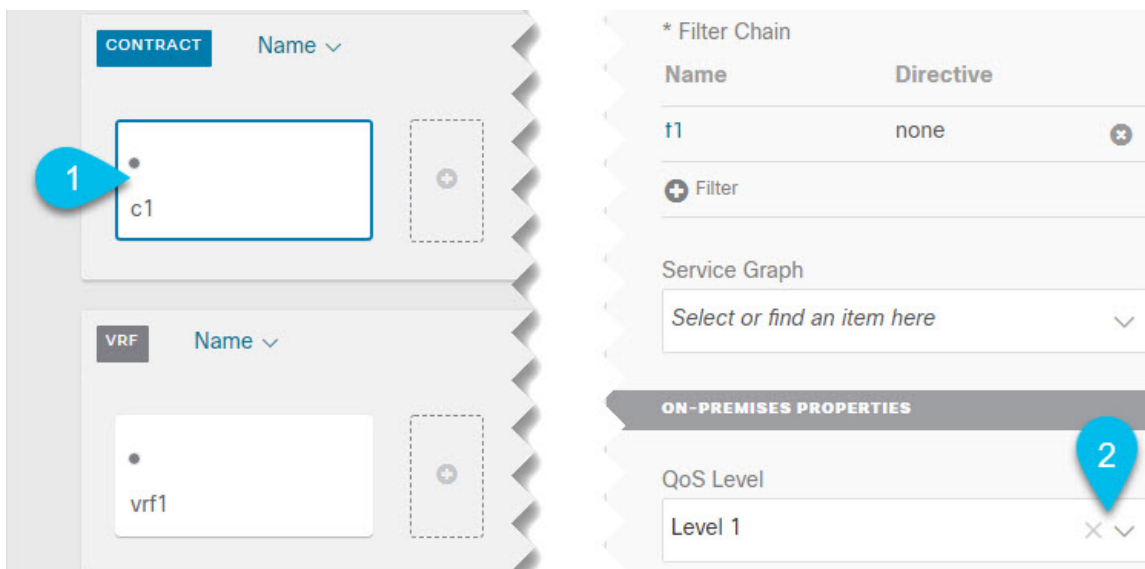 CONTRACT Name
1
c1
VRF Name
vrf1
* Filter Chain
Name Directive
f1 none
Filter
Service Graph
Select or find an item here
ON-PREMISES PROPERTIES
2
QoS Level
Level 1